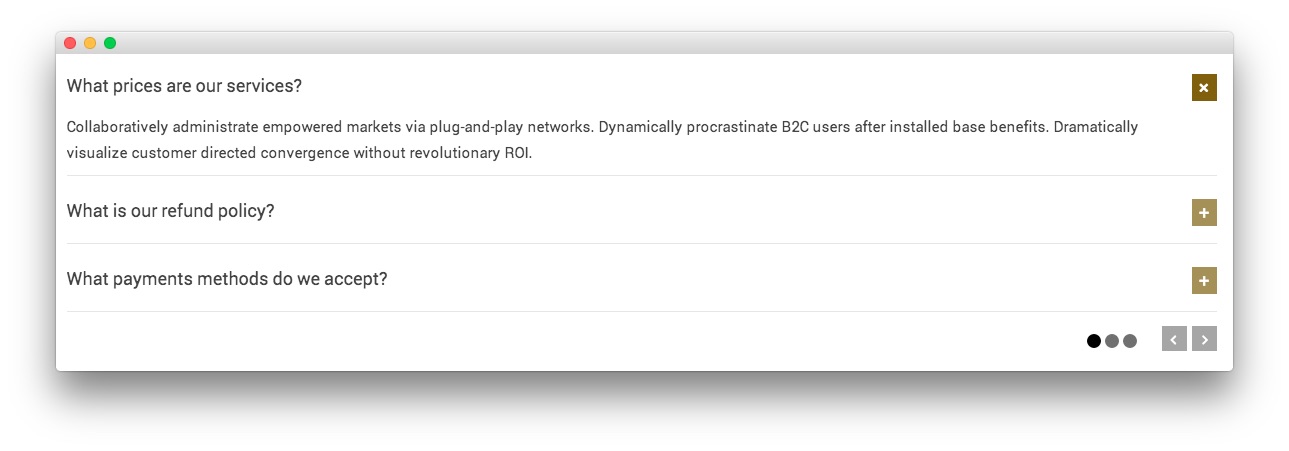 What prices are our services?
Collaboratively administrate empowered markets via plug-and-play networks. Dynamically procrastinate B2C users after installed base benefits. Dramatically
visualize customer directed convergence without revolutionary ROI.
What is our refund policy?
What payments methods do we accept?